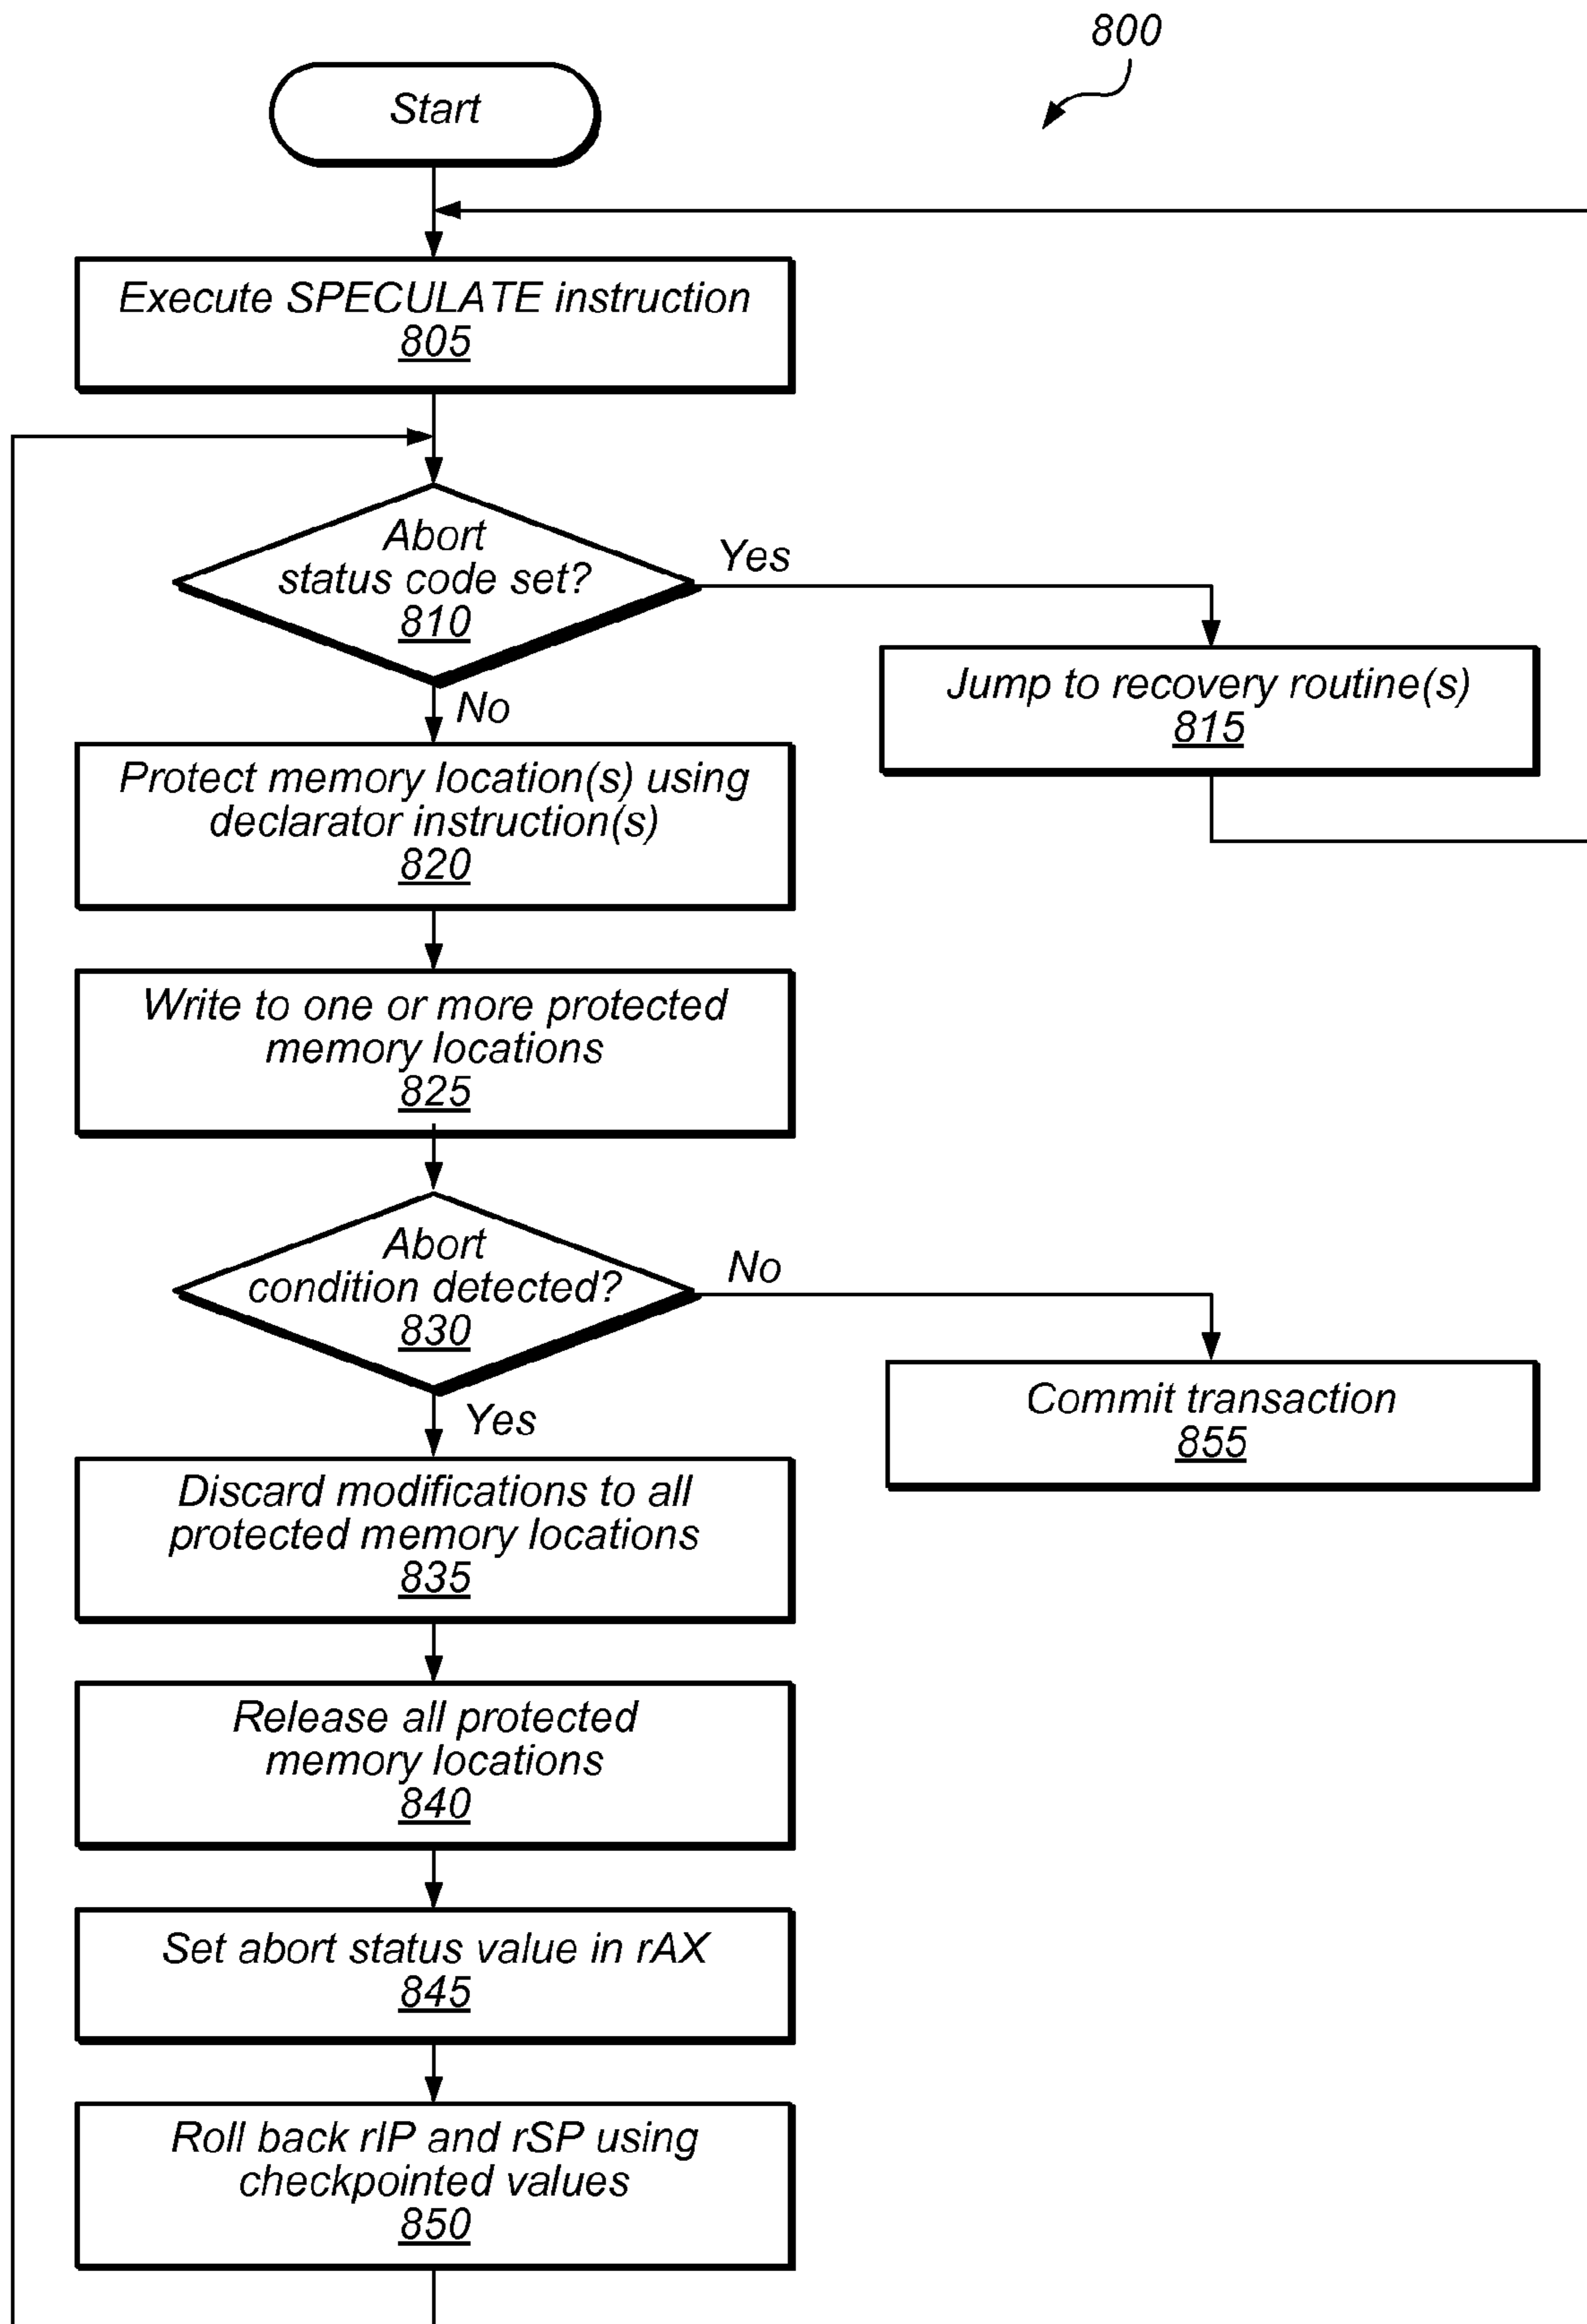 800
Start
Execute SPECULATE instruction
805
Abort
status code set?
810
Yes
No
Jump to recovery routine(s)
815
Protect memory location(s) using
declarator instruction(s)
820
Write to one or more protected
memory locations
825
Abort
condition detected?
830
No
Yes
Commit transaction
855
Discard modifications to all
protected memory locations
835
Release all protected
memory locations
840
Set abort status value in rAX
845
Roll back rIP and rSP using
checkpointed values
850